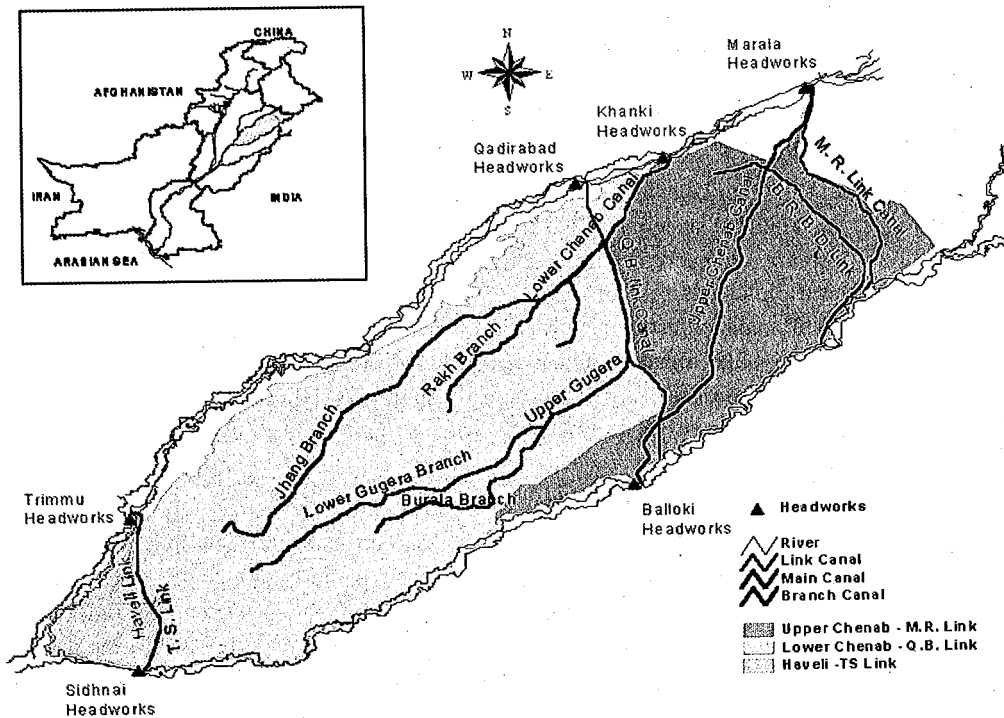 CHINA
AFGHANISTAN
IRAN
INDIA
ARABIAN SEA
N
W E
S
Marala
Headworks
Khanki
Headworks
Qadirabad
Headworks
M. R. Link Canal
B. R. B. D. Link
Upper Chenab Canal
Lower Chenab Canal
Q. B. link Canal
Rakh Branch
Upper Gugera
Jhang Branch
Lower Gugera Branch
Burala Branch
Trimmu
Headworks
Haveli Link
T. S. Link
Sidhnai
Headworks
Balloki
Headworks
Headworks
River
Link Canal
Main Canal
Branch Canal
Upper Chenab - M.R. Link
Lower Chenab - Q.B. Link
Haveli -TS Link